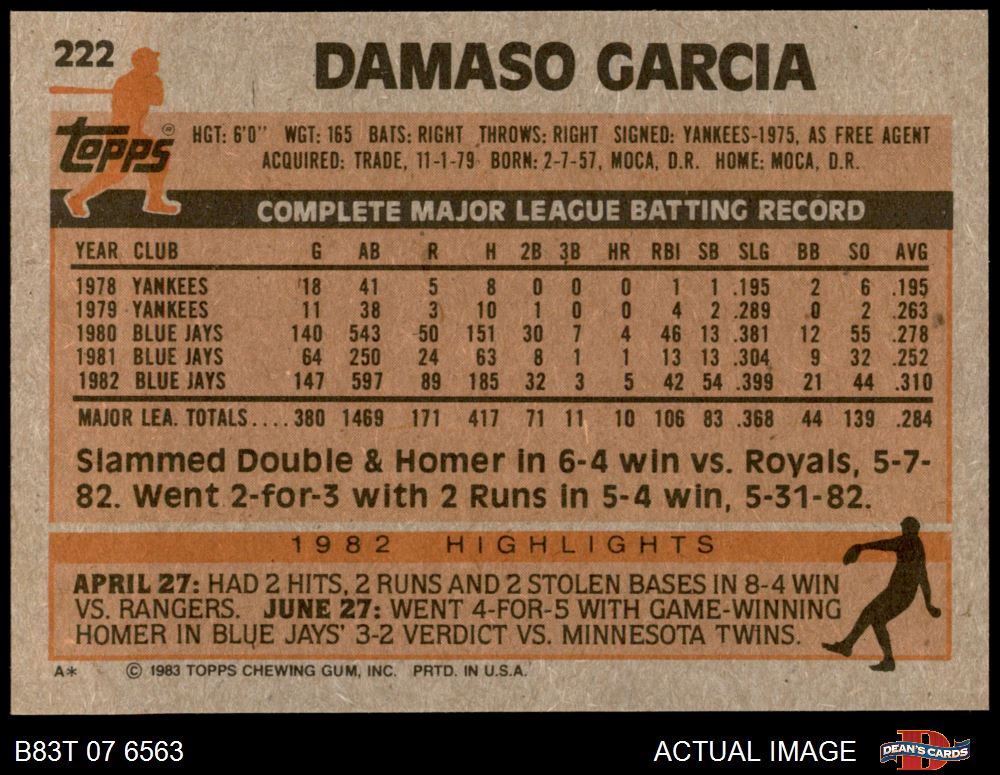 222
DAMASO GARCIA
topps®
HGT: 6'0" WGT: 165 BATS: RIGHT THROWS: RIGHT SIGNED: YANKEES-1975, AS FREE AGENT
ACQUIRED: TRADE, 11-1-79 BORN: 2-7-57, MOCA, D.R. HOME: MOCA, D.R.
COMPLETE MAJOR LEAGUE BATTING RECORD
YEAR CLUB G AB R H 2B 3B HR RBI SB SLG BB SO AVG
1978 YANKEES 18 41 5 8 0 0 0 1 1 .195 2 6 .195
1979 YANKEES 11 38 3 10 1 0 0 4 2 .289 0 2 .263
1980 BLUE JAYS 140 543 50 151 30 7 4 46 13 .381 12 55 .278
1981 BLUE JAYS 64 250 24 63 8 1 1 13 13 .304 9 32 .252
1982 BLUE JAYS 147 597 89 185 32 3 5 42 54 .399 21 44 .310
MAJOR LEA. TOTALS.... 380 1469 171 417 71 11 10 106 83 .368 44 139 .284
Slammed Double & Homer in 6-4 win vs. Royals, 5-7-
82. Went 2-for-3 with 2 Runs in 5-4 win, 5-31-82.
1982 HIGHLIGHTS
APRIL 27: HAD 2 HITS, 2 RUNS AND 2 STOLEN BASES IN 8-4 WIN
VS. RANGERS. JUNE 27: WENT 4-FOR-5 WITH GAME-WINNING
HOMER IN BLUE JAYS' 3-2 VERDICT VS. MINNESOTA TWINS.
A* © 1983 TOPPS CHEWING GUM, INC. PRTD. IN U.S.A.
B83T 07 6563
ACTUAL IMAGE
D
DEAN'S CARDS